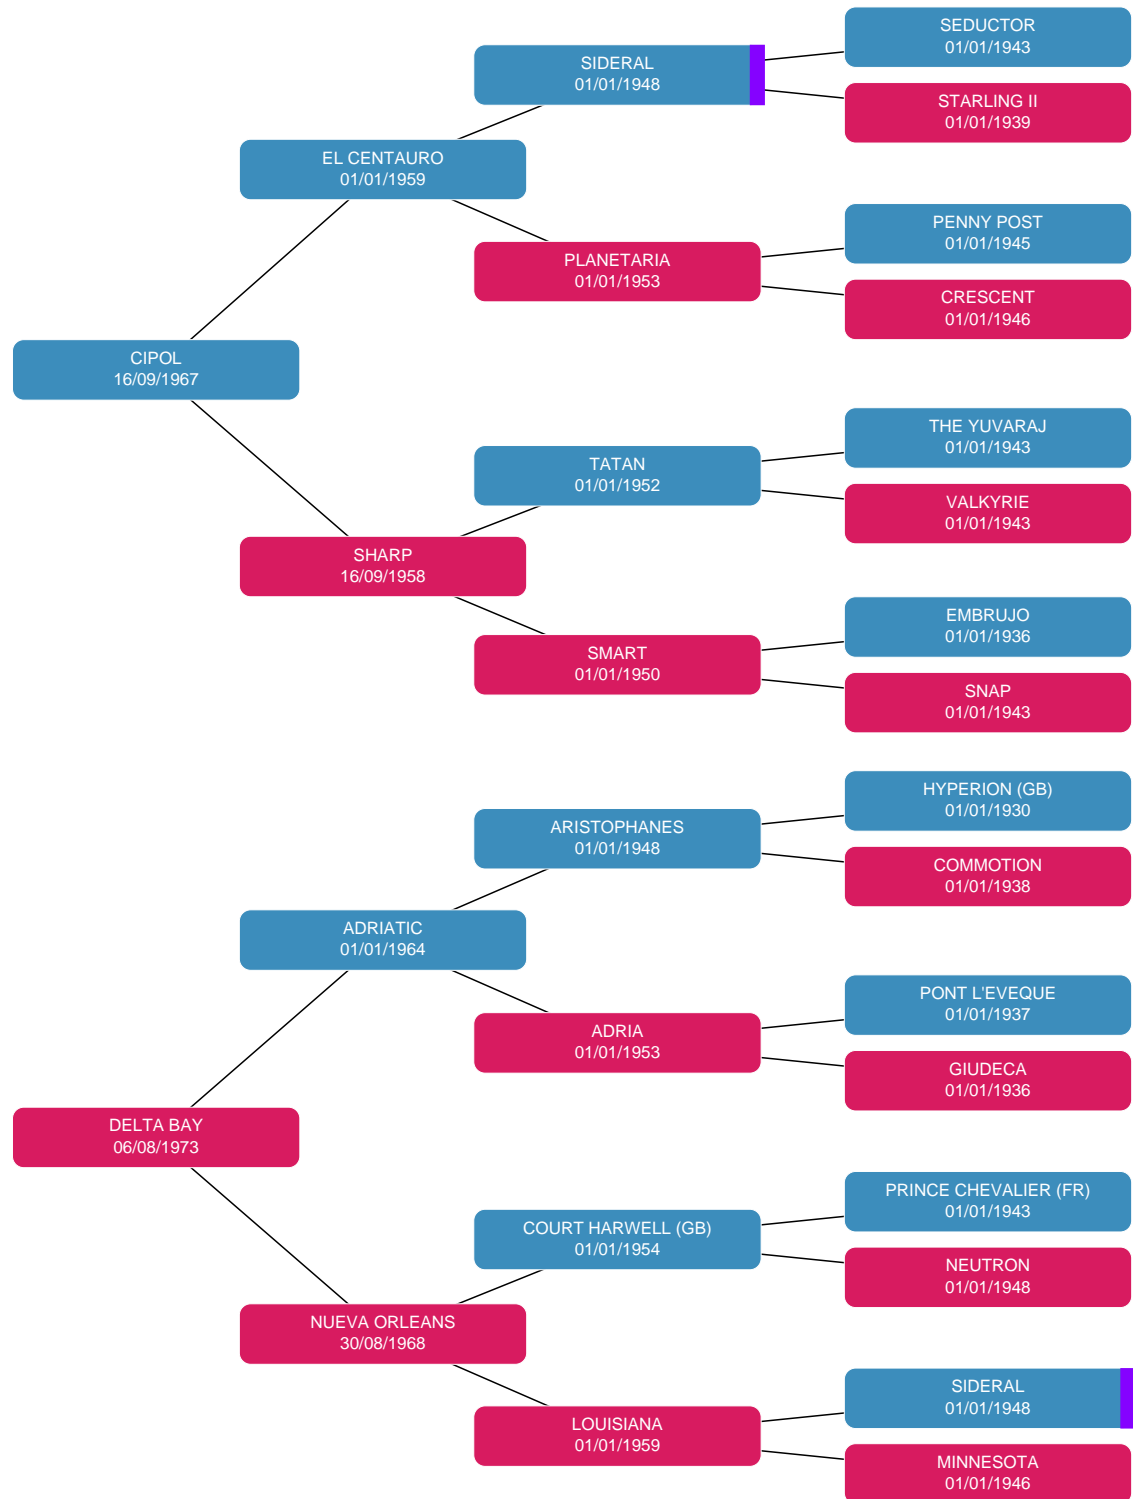 SEDUCTOR
01/01/1943
SIDERAL
01/01/1948
STARLING II
01/01/1939
EL CENTAURO
01/01/1959
PENNY POST
01/01/1945
PLANETARIA
01/01/1953
CRESCENT
01/01/1946
CIPOL
16/09/1967
THE YUVARAJ
01/01/1943
TATAN
01/01/1952
VALKYRIE
01/01/1943
SHARP
16/09/1958
EMBRUJO
01/01/1936
SMART
01/01/1950
SNAP
01/01/1943
HYPERION (GB)
01/01/1930
ARISTOPHANES
01/01/1948
COMMOTION
01/01/1938
ADRIATIC
01/01/1964
PONT L'EVEQUE
01/01/1937
ADRIA
01/01/1953
GIUDECA
01/01/1936
DELTA BAY
06/08/1973
PRINCE CHEVALIER (FR)
01/01/1943
COURT HARWELL (GB)
01/01/1954
NEUTRON
01/01/1948
NUEVA ORLEANS
30/08/1968
SIDERAL
01/01/1948
LOUISIANA
01/01/1959
MINNESOTA
01/01/1946